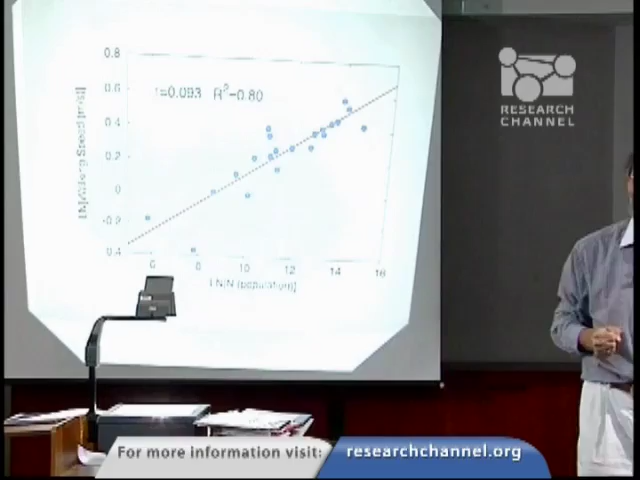 RESEARCH
CHANNEL
0.8
0.6
0.4
0.2
0
-0.2
0.4
=0.093 R²-0.80
Speed [m/s]
6 8 10 12 14 16
LN[N (population)]
For more information visit: researchchannel.org